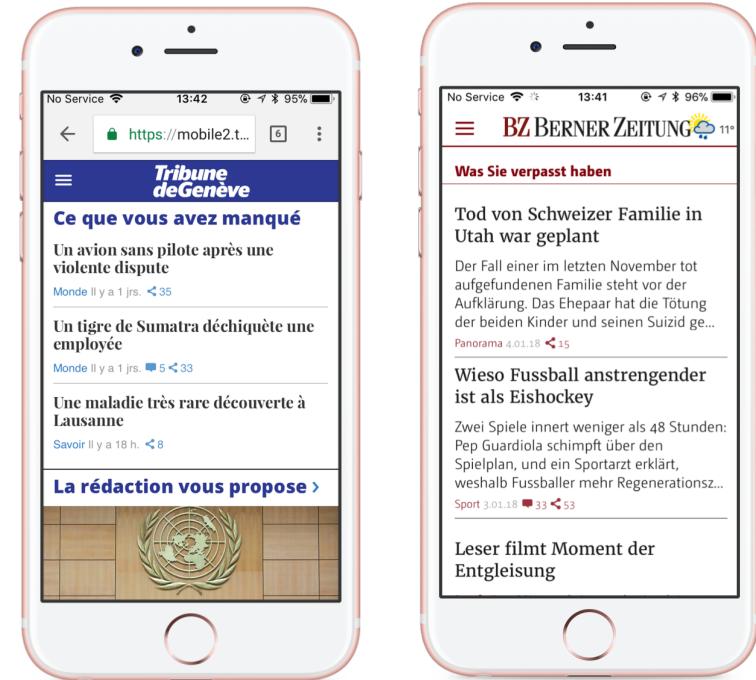 No Service 13:42 95%
https://mobile2.t... 6
Tribune
deGenève
Ce que vous avez manqué
Un avion sans pilote après une
violente dispute
Monde Il y a 1 jrs. 35
Un tigre de Sumatra déchiquète une
employée
Monde Il y a 1 jrs. 5 33
Une maladie très rare découverte à
Lausanne
Savoir Il y a 18 h. 8
La rédaction vous propose ›
No Service 13:41 96%
BZ BERNER ZEITUNG 11°
Was Sie verpasst haben
Tod von Schweizer Familie in
Utah war geplant
Der Fall einer im letzten November tot
aufgefundenen Familie steht vor der
Aufklärung. Das Ehepaar hat die Tötung
der beiden Kinder und seinen Suizid ge...
Panorama 4.01.18 15
Wieso Fussball anstrengender
ist als Eishockey
Zwei Spiele innert weniger als 48 Stunden:
Pep Guardiola schimpft über den
Spielplan, und ein Sportarzt erklärt,
weshalb Fussballer mehr Regenerationsz...
Sport 3.01.18 33 53
Leser filmt Moment der
Entgleisung